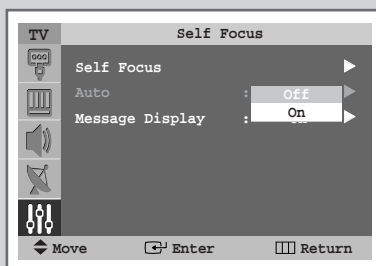 TV Self Focus
Self Focus
Auto : Off
On
Message Display :
Move Enter Return